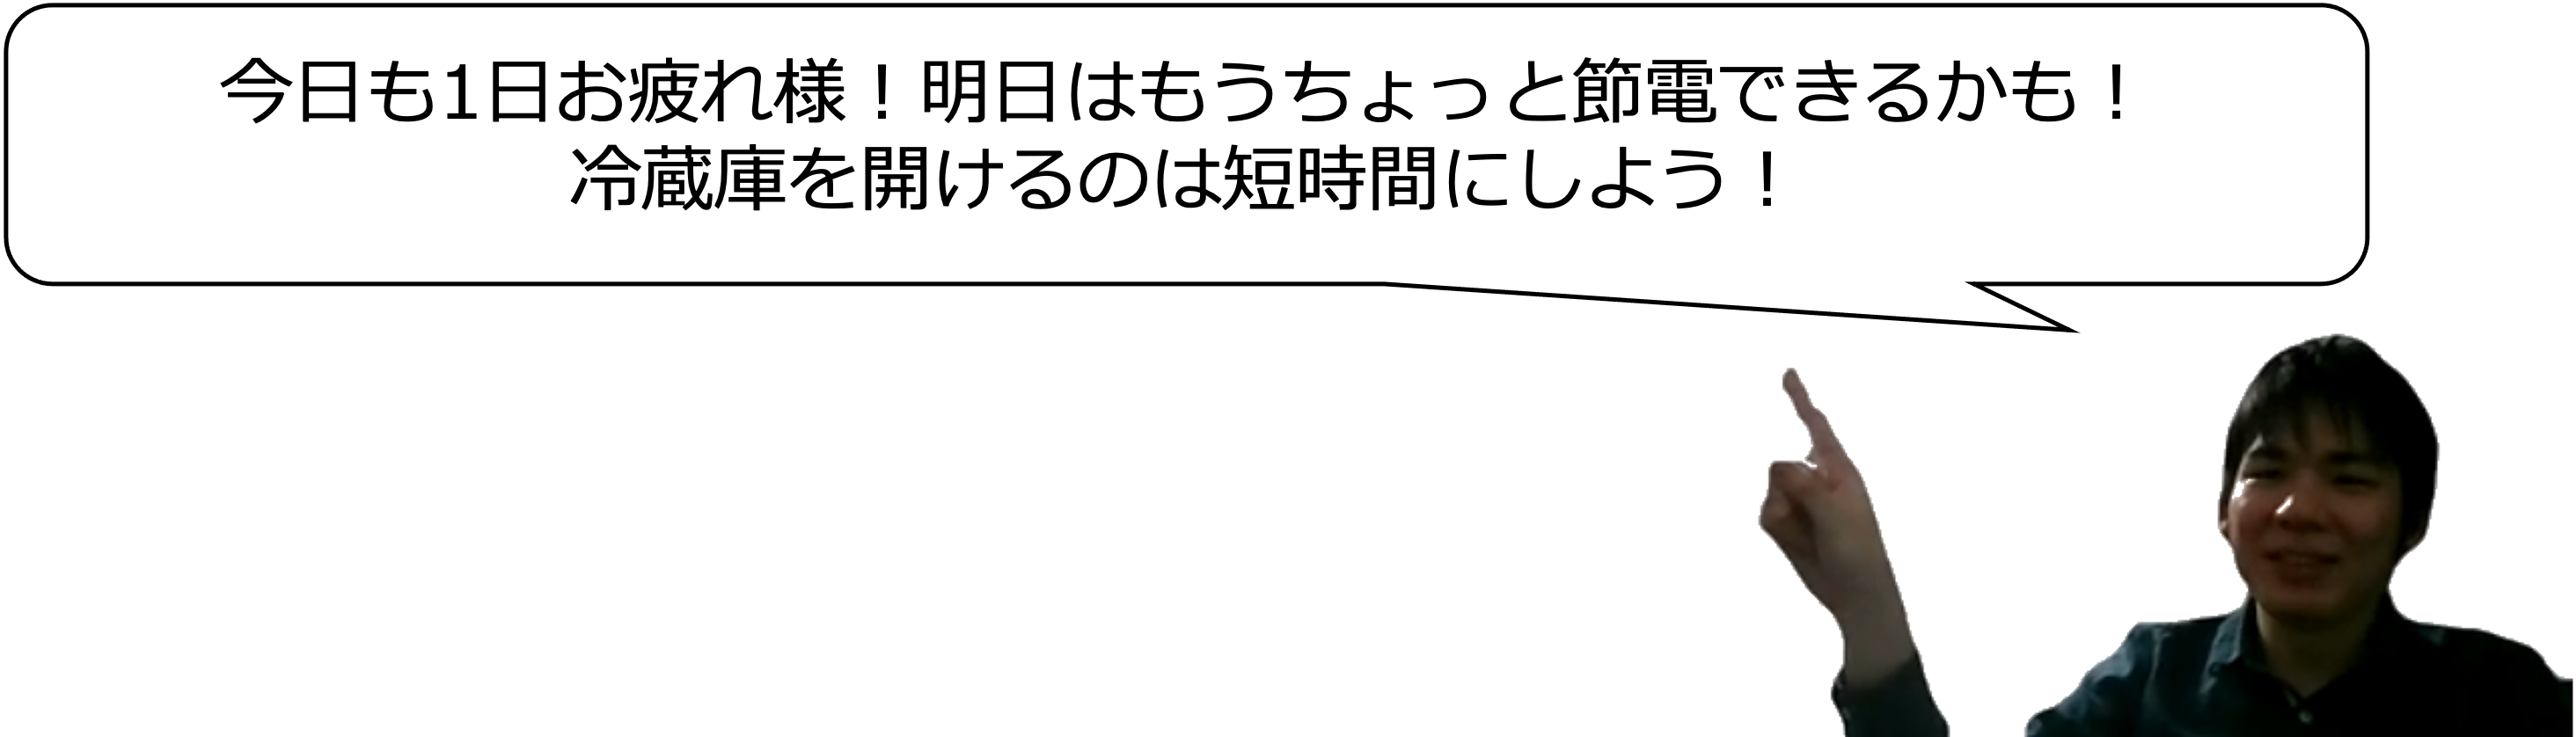 今日も1日お疲れ様！明日はもうちょっと節電できるかも！
冷蔵庫を開けるのは短時間にしよう！